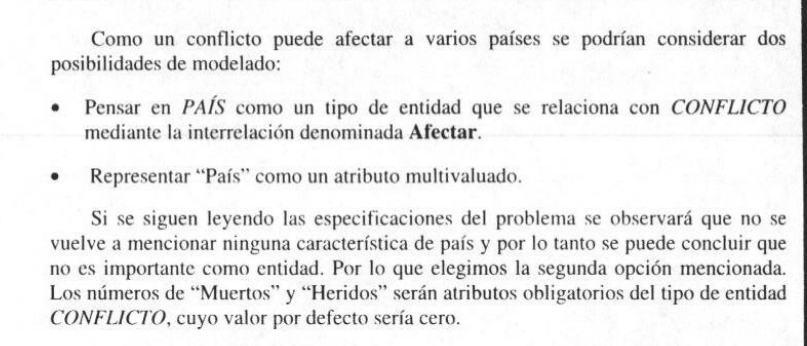 Como un conflicto puede afectar a varios países se podrían considerar dos
posibilidades de modelado:
• Pensar en PAÍS como un tipo de entidad que se relaciona con CONFLICTO
mediante la interrelación denominada Afectar.
• Representar “País” como un atributo multivaluado.
Si se siguen leyendo las especificaciones del problema se observará que no se
vuelve a mencionar ninguna característica de país y por lo tanto se puede concluir que
no es importante como entidad. Por lo que elegimos la segunda opción mencionada.
Los números de “Muertos” y “Heridos” serán atributos obligatorios del tipo de entidad
CONFLICTO, cuyo valor por defecto sería cero.